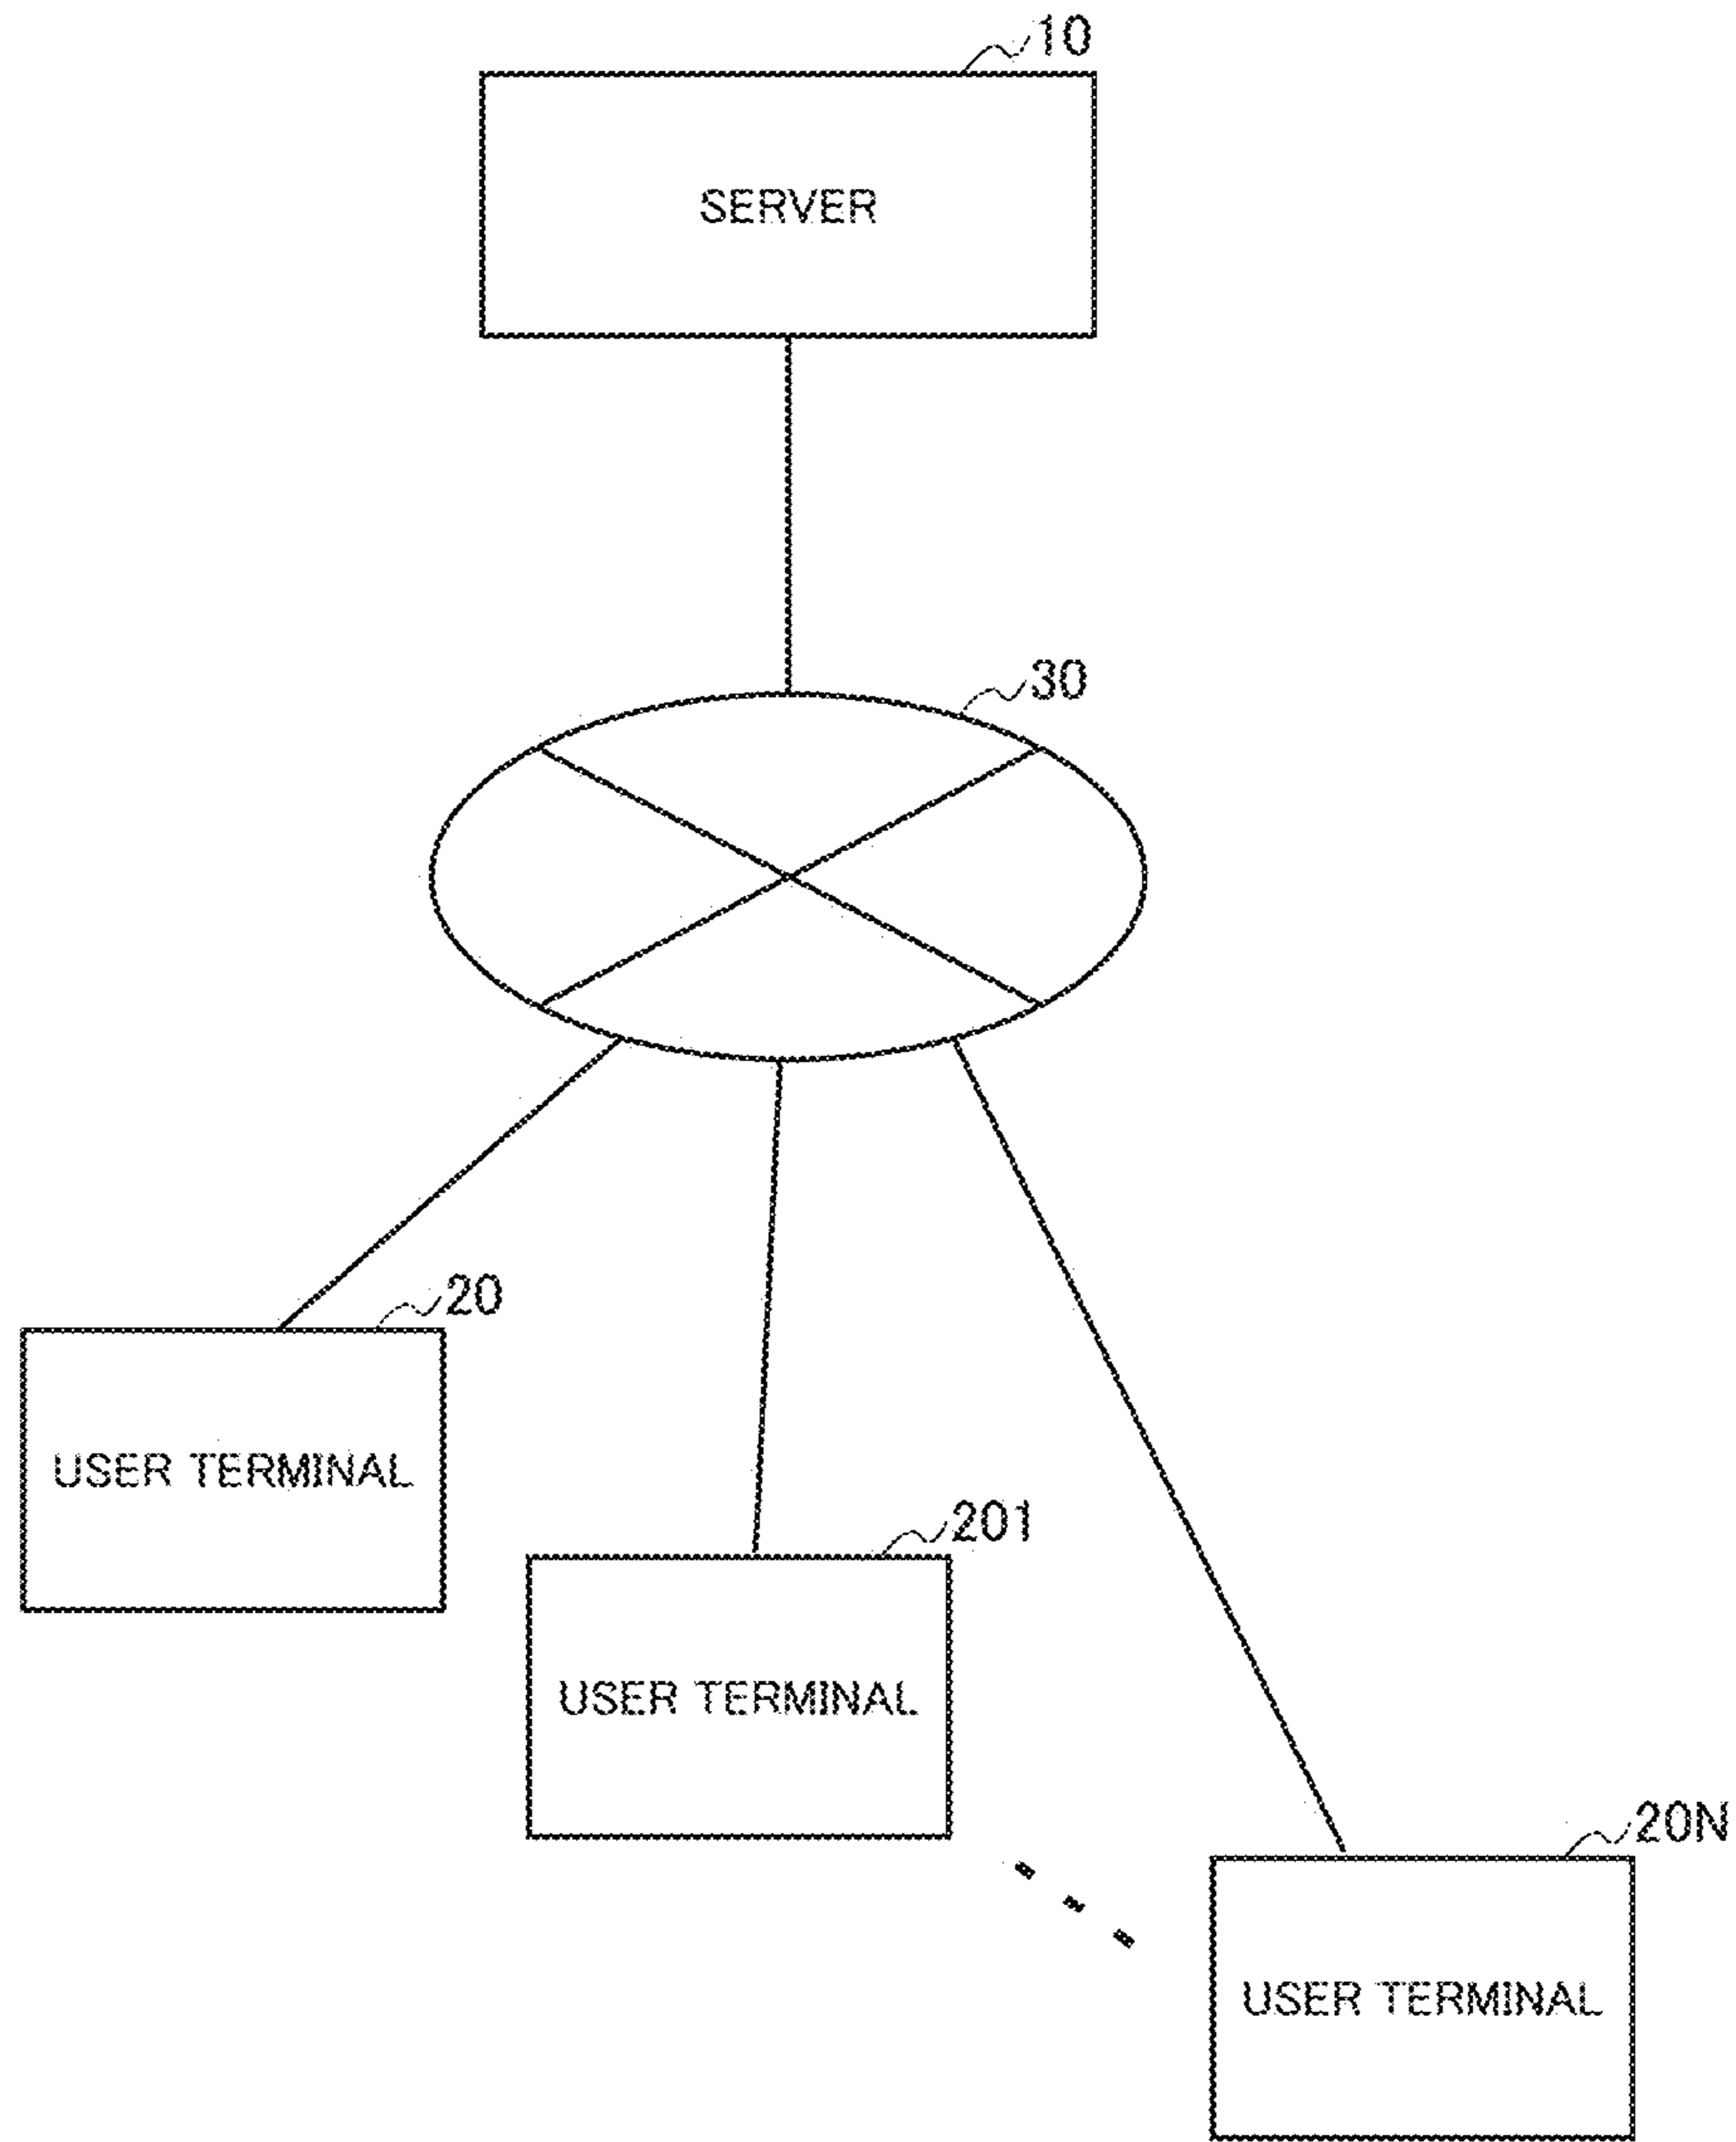 10
SERVER
30
20
USER TERMINAL
201
USER TERMINAL
20N
USER TERMINAL